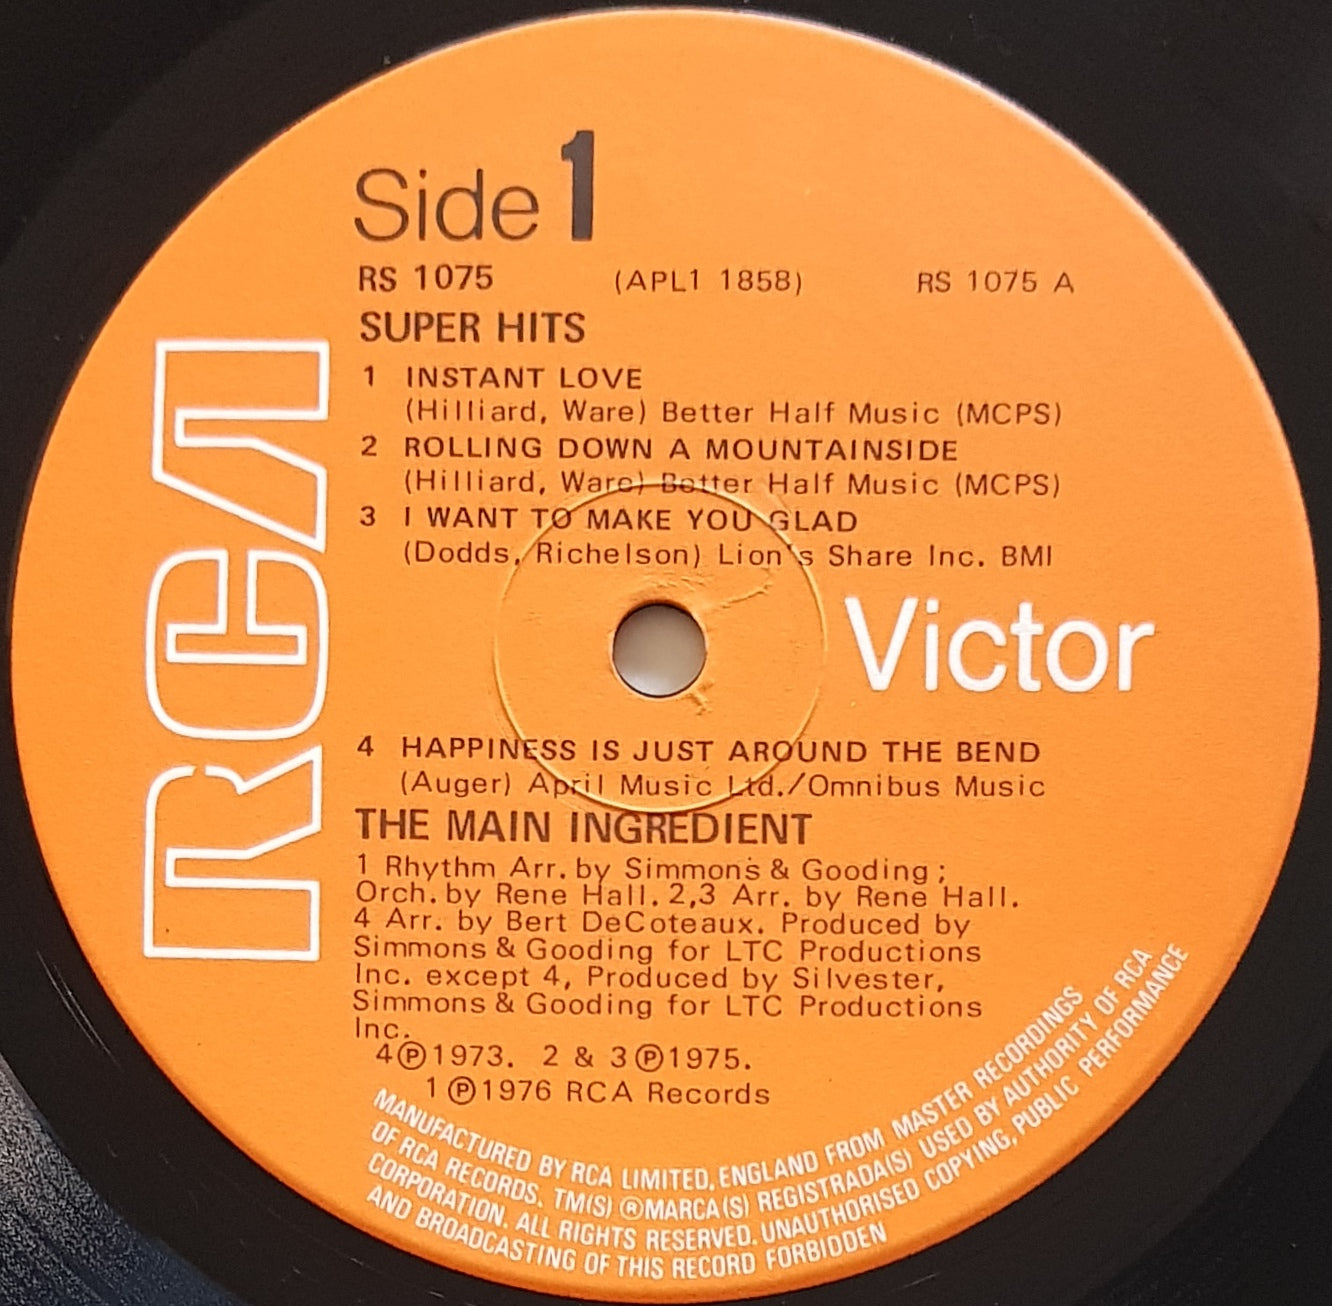 Side 1
RS 1075 (APL1 1858) RS 1075 A
SUPER HITS
1 INSTANT LOVE
(Hilliard, Ware) Better Half Music (MCPS)
2 ROLLING DOWN A MOUNTAINSIDE
(Hilliard, Ware) Better Half Music (MCPS)
3 I WANT TO MAKE YOU GLAD
(Dodds, Richelson) Lion's Share Inc. BMI
RCA
Victor
4 HAPPINESS IS JUST AROUND THE BEND
(Auger) April Music Ltd./Omnibus Music
THE MAIN INGREDIENT
1 Rhythm Arr. by Simmons & Gooding;
Orch. by Rene Hall. 2,3 Arr. by Rene Hall.
4 Arr. by Bert DeCoteaux. Produced by
Simmons & Gooding for LTC Productions
Inc. except 4, Produced by Silvester,
Simmons & Gooding for LTC Productions
Inc.
4 ℗ 1973. 2 & 3 ℗ 1975.
1 ℗ 1976 RCA Records
MANUFACTURED BY RCA LIMITED, ENGLAND FROM MASTER RECORDINGS
OF RCA RECORDS. TM(S) ® MARCA(S) REGISTRADA(S) USED BY AUTHORITY OF RCA
CORPORATION. ALL RIGHTS RESERVED. UNAUTHORISED COPYING, PUBLIC PERFORMANCE
AND BROADCASTING OF THIS RECORD FORBIDDEN